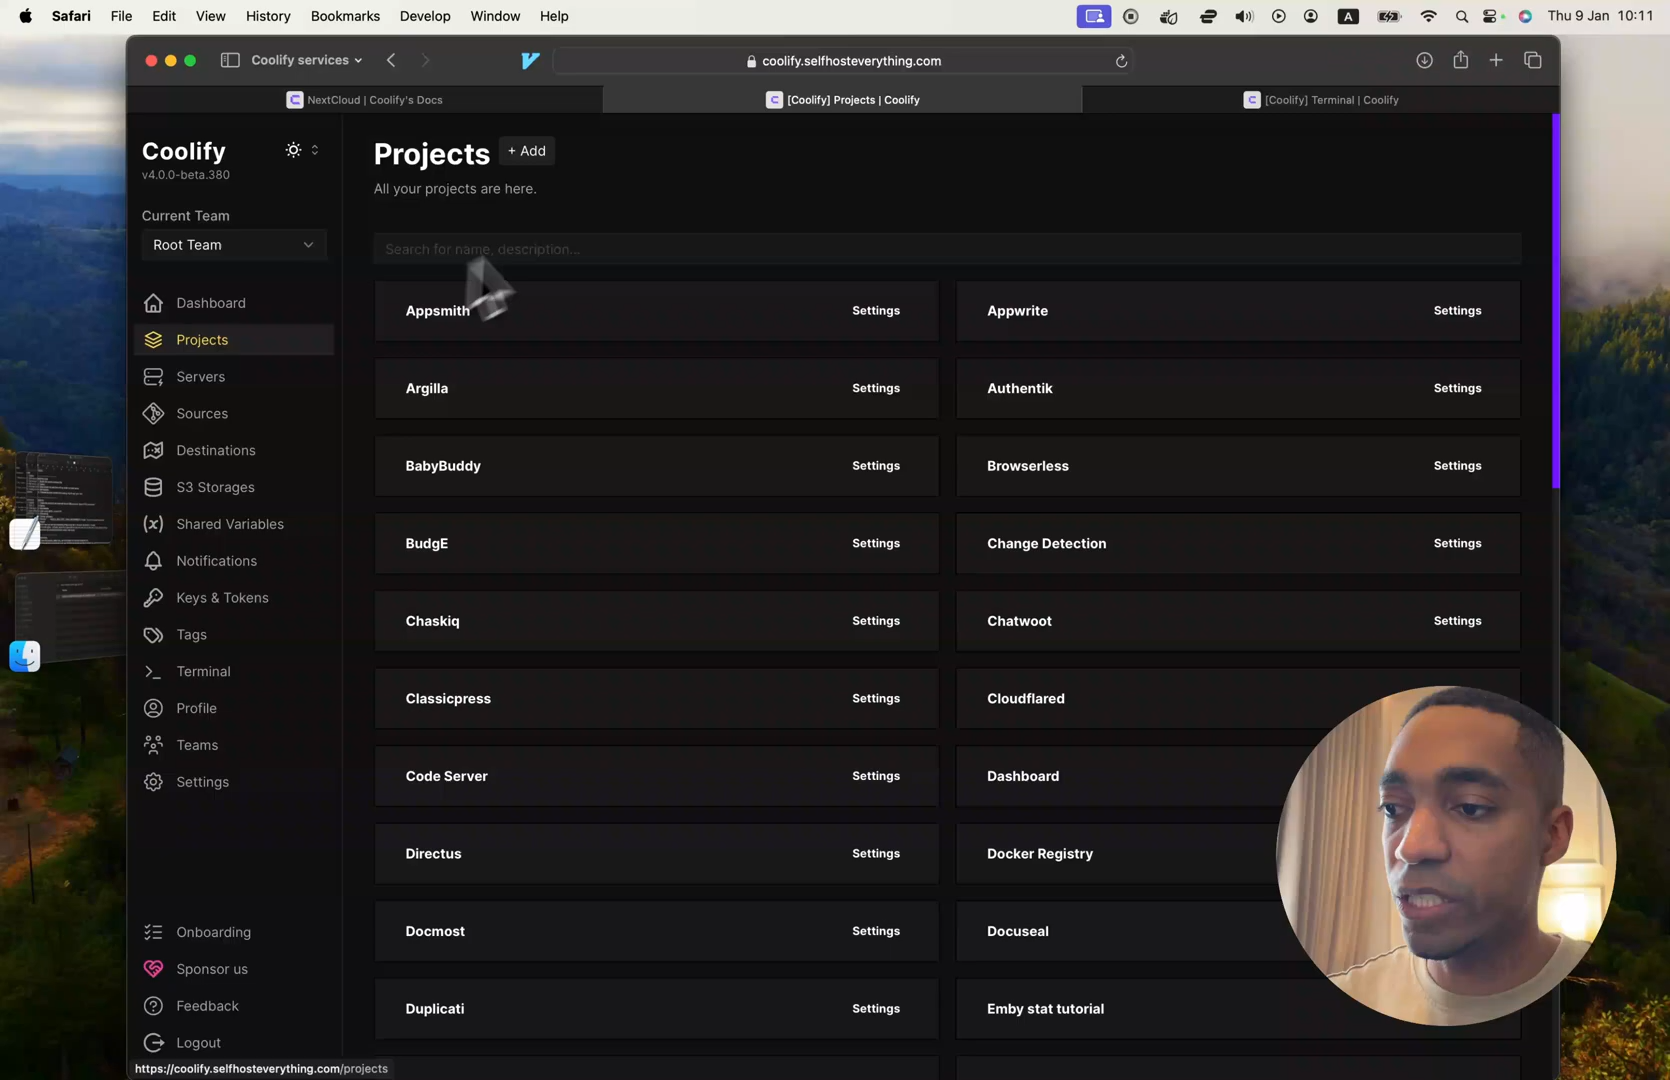 Safari File Edit View History Bookmarks Develop Window Help
A
Thu 9 Jan 10:11
Coolify services
coolify.selfhosteverything.com
NextCloud | Coolify's Docs
[Coolify] Projects | Coolify
[Coolify] Terminal | Coolify
Coolify
v4.0.0-beta.380
Current Team
Root Team
Dashboard
Projects
Servers
Sources
Destinations
S3 Storages
Shared Variables
Notifications
Keys & Tokens
Tags
Terminal
Profile
Teams
Settings
Onboarding
Sponsor us
Feedback
Logout
https://coolify.selfhosteverything.com/projects
Projects + Add
All your projects are here.
Search for name, description...
Appsmith Settings Appwrite Settings
Argilla Settings Authentik Settings
BabyBuddy Settings Browserless Settings
BudgE Settings Change Detection Settings
Chaskiq Settings Chatwoot Settings
Classicpress Settings Cloudflared
Code Server Settings Dashboard
Directus Settings Docker Registry
Docmost Settings Docuseal
Duplicati Settings Emby stat tutorial